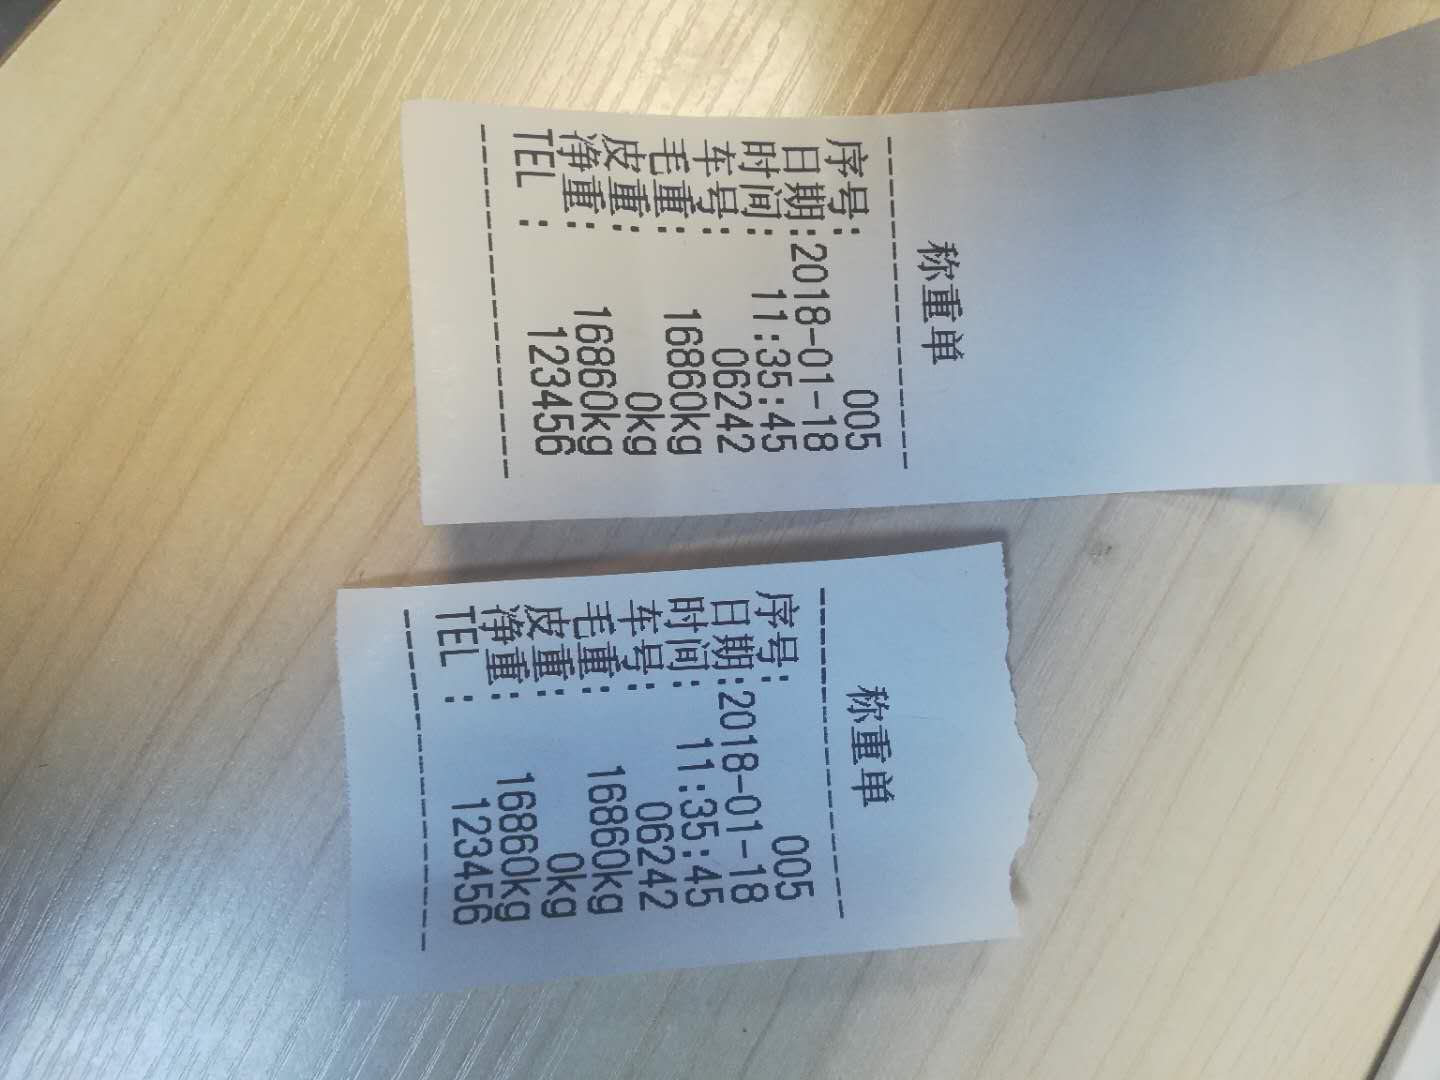 称重单
--------------------
序号: 005
日期:2018-01-18
时间: 11:35:45
车号: 06242
毛重: 16860kg
皮重: 0kg
净重: 16860kg
TEL : 123456
--------------------
称重单
--------------------
序号: 005
日期:2018-01-18
时间: 11:35:45
车号: 06242
毛重: 16860kg
皮重: 0kg
净重: 16860kg
TEL : 123456
--------------------